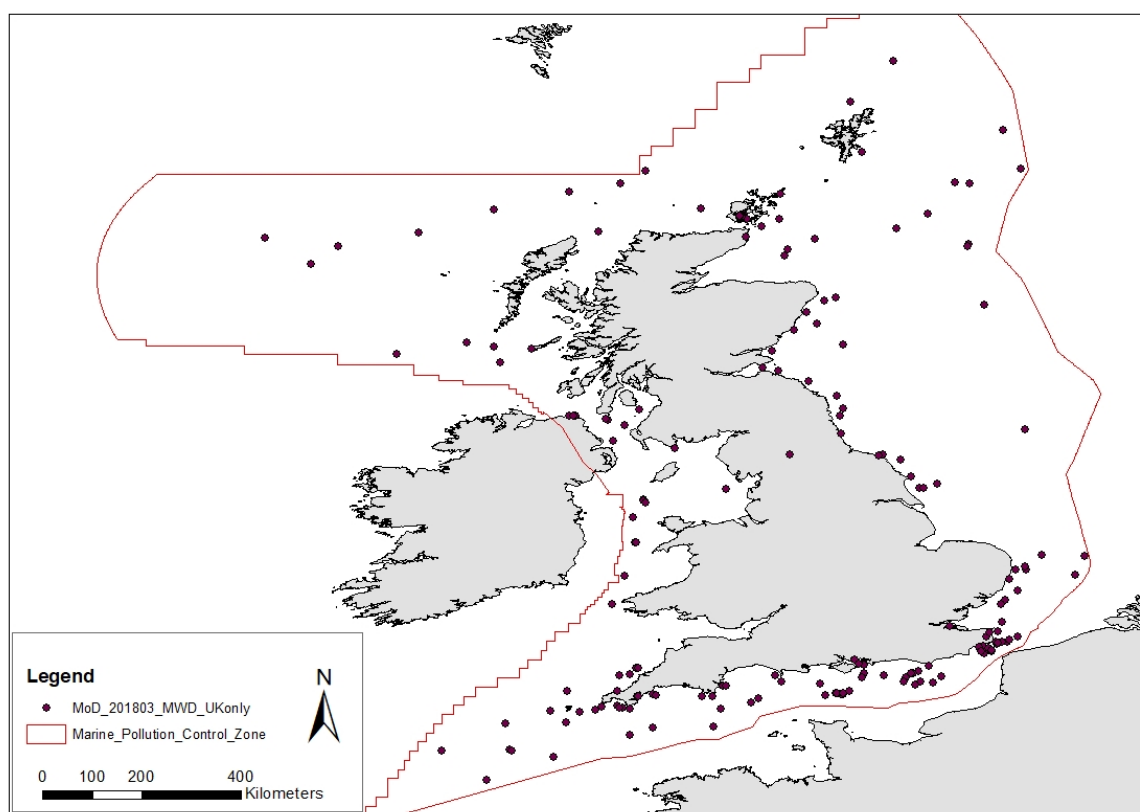 Legend
N
MoD_201803_MWD_UKonly
Marine_Pollution_Control_Zone
0 100 200 400
Kilometers